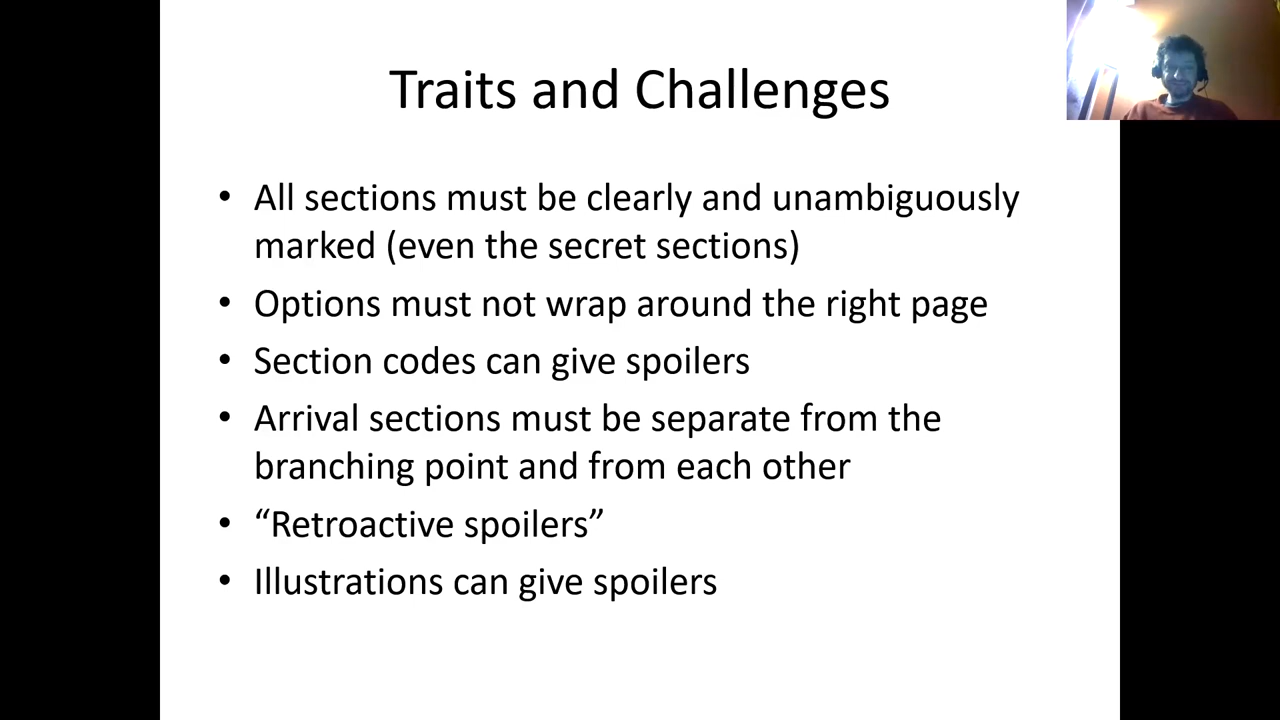 Traits and Challenges
• All sections must be clearly and unambiguously
marked (even the secret sections)
• Options must not wrap around the right page
• Section codes can give spoilers
• Arrival sections must be separate from the
branching point and from each other
• “Retroactive spoilers”
• Illustrations can give spoilers